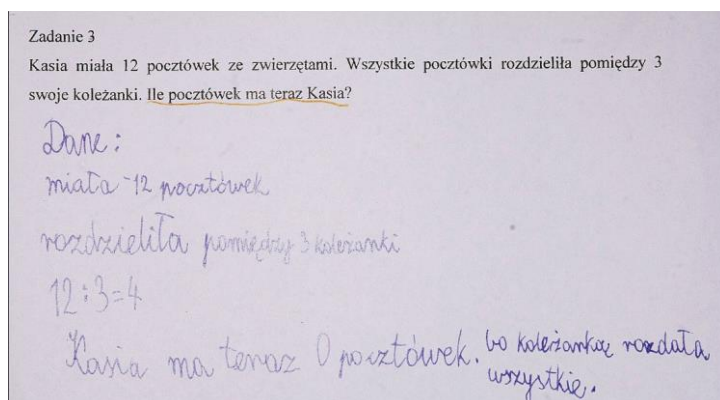 Zadanie 3
Kasia miała 12 pocztówek ze zwierzętami. Wszystkie pocztówki rozdzieliła pomiędzy 3
swoje koleżanki. Ile pocztówek ma teraz Kasia?
Dane:
miała - 12 pocztówek
rozdzieliła pomiędzy 3 koleżanki
12:3=4
Kasia ma teraz 0 pocztówek. bo koleżanką rozdała
wszystkie.